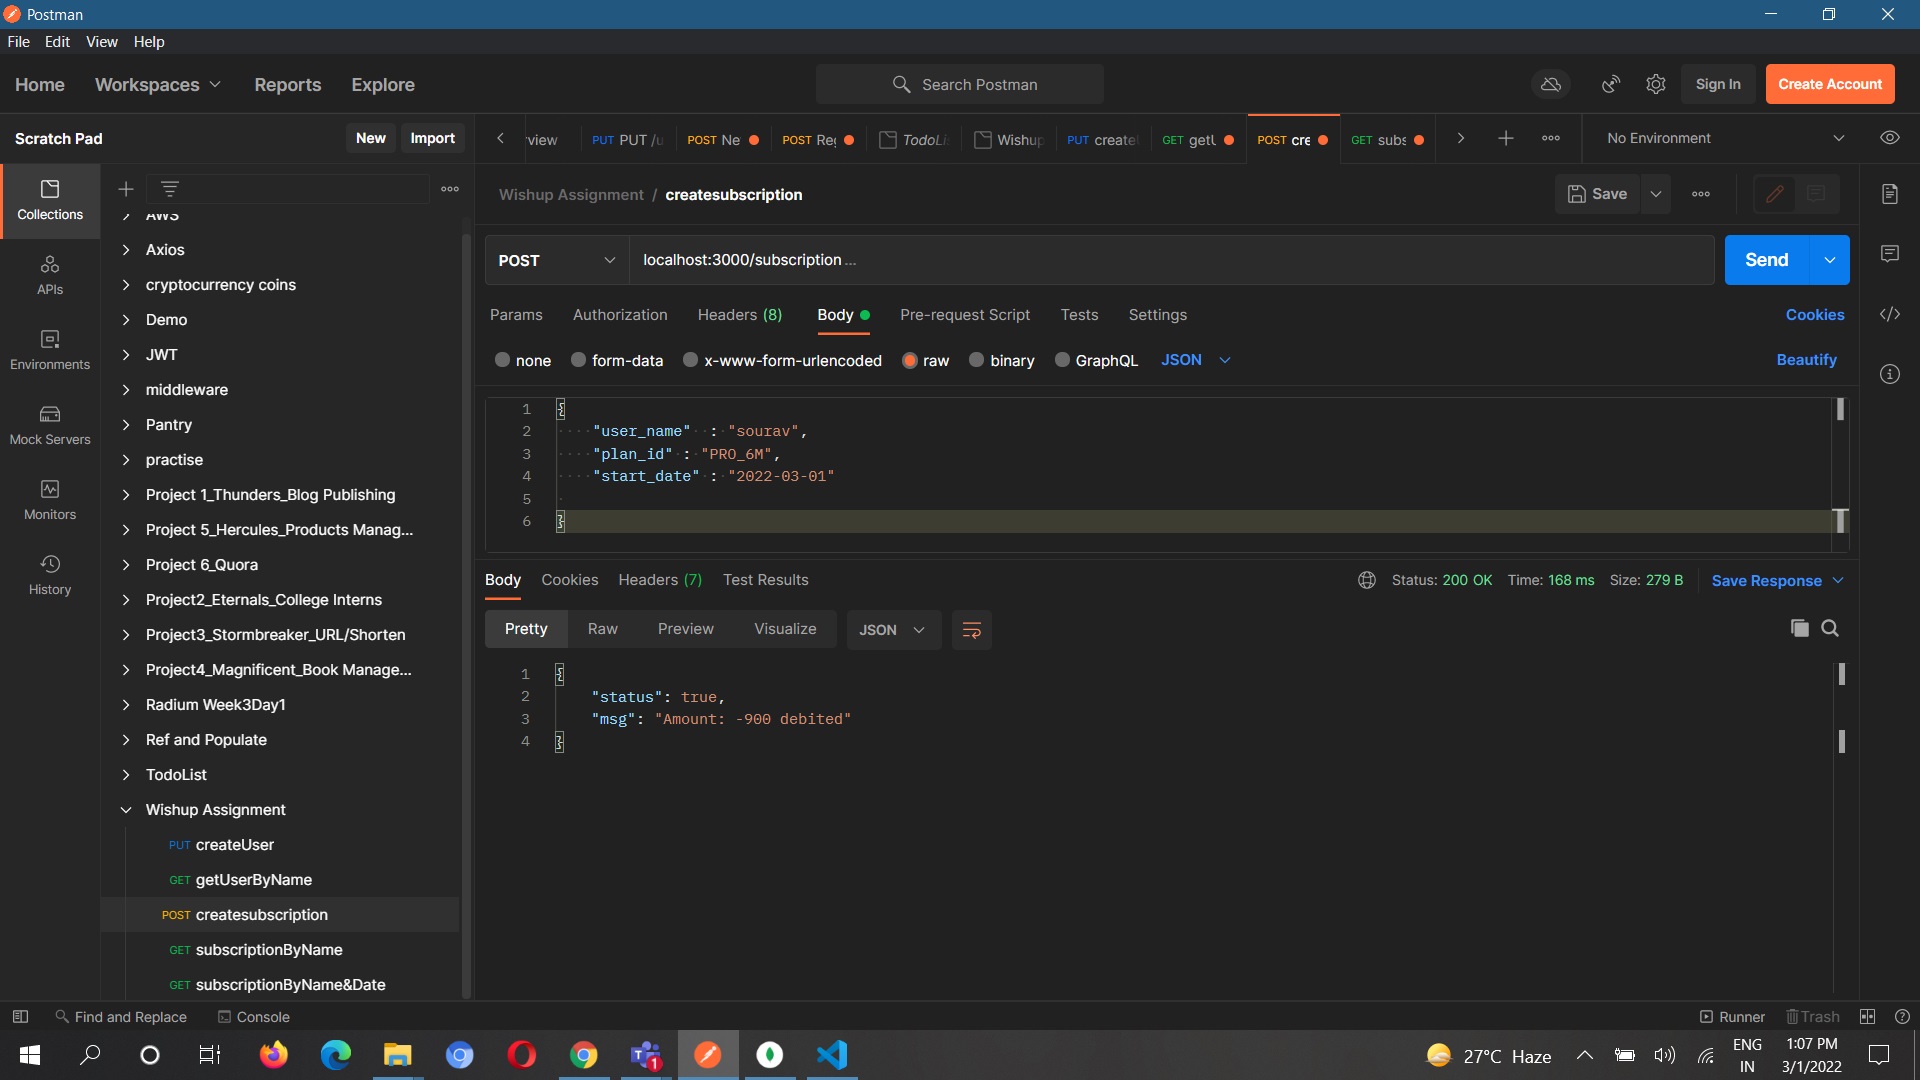 Postman
File Edit View Help
Home Workspaces Reports Explore
Search Postman
Sign In
Create Account
Scratch Pad
New
Import
view
PUT PUT /u
POST Ne
POST Re
TodoLi
Wishup
PUT create
GET get
POST cre
GET subs
No Environment
Collections
APIs
Environments
Mock Servers
Monitors
History
AWS
Axios
cryptocurrency coins
Demo
JWT
middleware
Pantry
practise
Project 1_Thunders_Blog Publishing
Project 5_Hercules_Products Manag...
Project 6_Quora
Project2_Eternals_College Interns
Project3_Stormbreaker_URL/Shorten
Project4_Magnificent_Book Manage...
Radium Week3Day1
Ref and Populate
TodoList
Wishup Assignment
PUT createUser
GET getUserByName
POST createsubscription
GET subscriptionByName
GET subscriptionByName&Date
Wishup Assignment / createsubscription
Save
POST
localhost:3000/subscription ...
Send
Params Authorization Headers (8) Body Pre-request Script Tests Settings
Cookies
none form-data x-www-form-urlencoded raw binary GraphQL JSON
Beautify
1 {
2 "user_name" : "sourav",
3 "plan_id" : "PRO_6M",
4 "start_date" : "2022-03-01"
5
6 }
Body Cookies Headers (7) Test Results
Status: 200 OK Time: 168 ms Size: 279 B Save Response
Pretty Raw Preview Visualize JSON
1 {
2 "status": true,
3 "msg": "Amount: -900 debited"
4 }
Find and Replace Console
Runner Trash
1
27°C Haze
ENG
IN
1:07 PM
3/1/2022